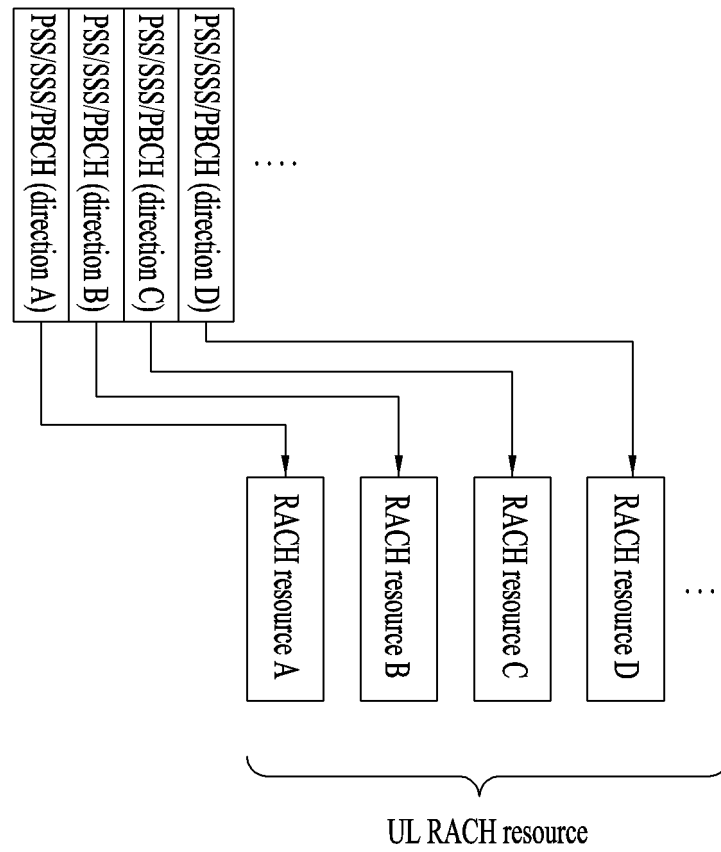 PSS/SSS/PBCH (direction A)
PSS/SSS/PBCH (direction B)
PSS/SSS/PBCH (direction C)
PSS/SSS/PBCH (direction D)
....
RACH resource A
RACH resource B
RACH resource C
RACH resource D
...
UL RACH resource